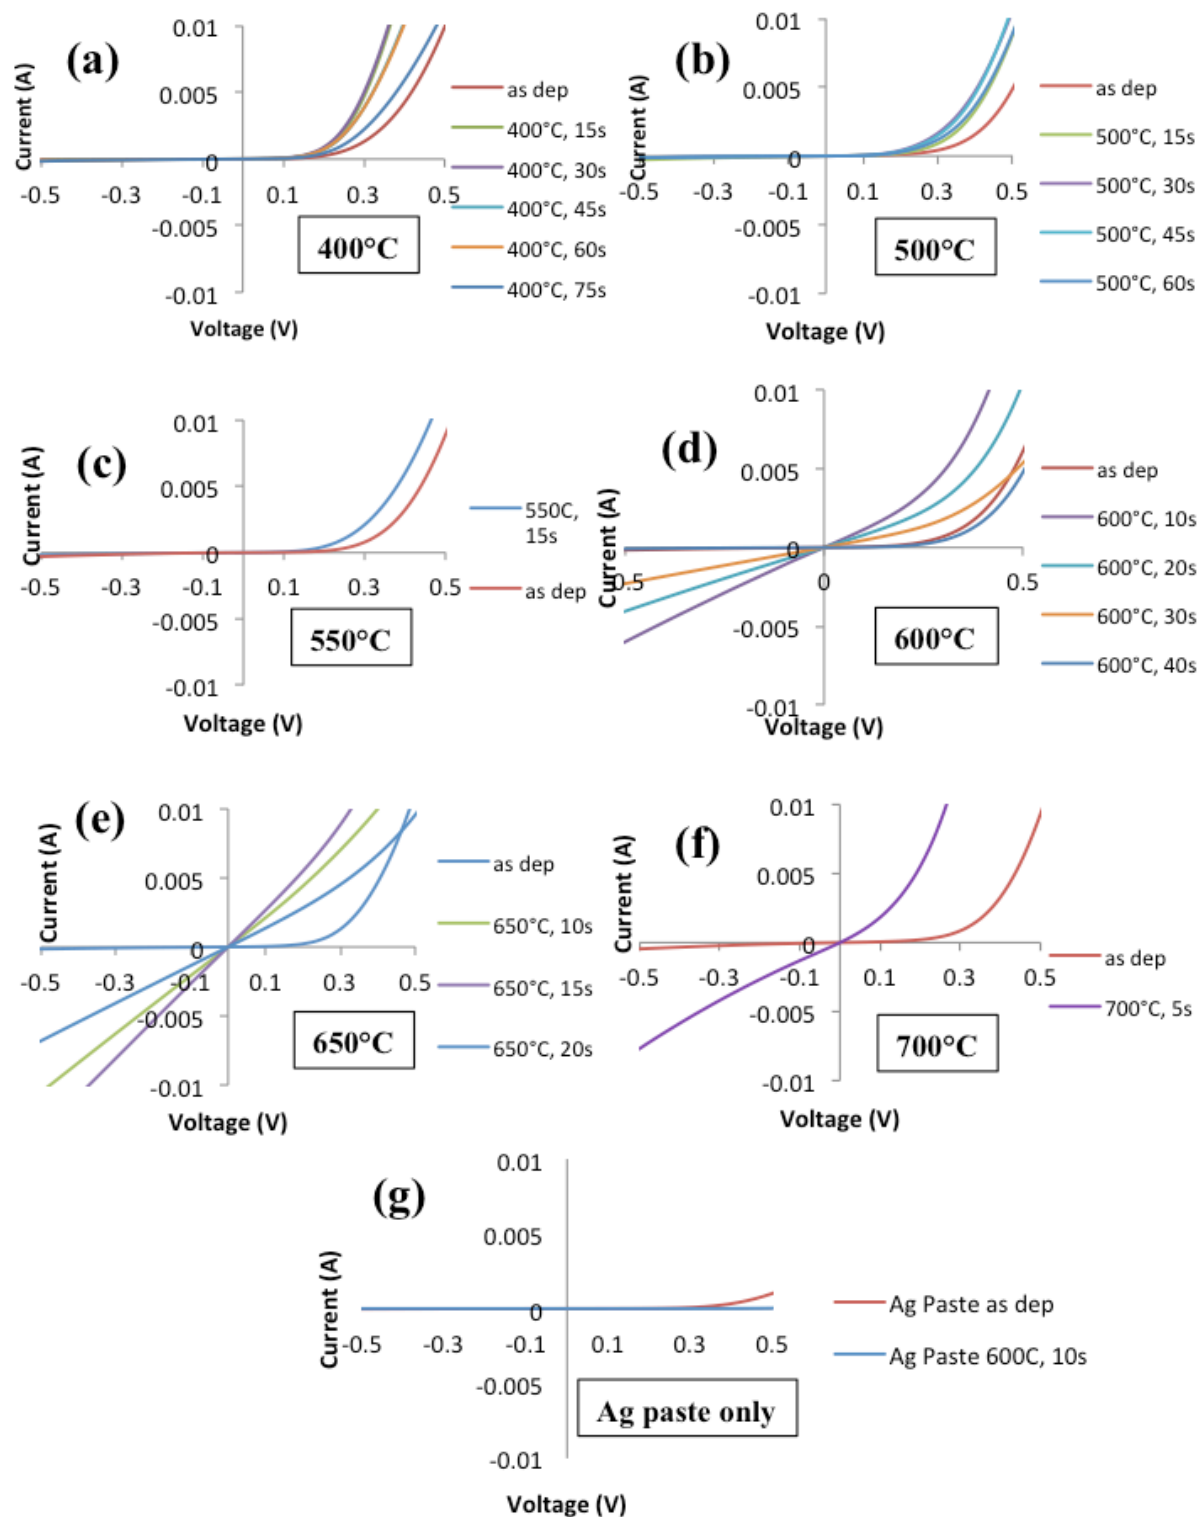 (a)
Current (A)
0.01
0.005
0
-0.5
-0.3
-0.1
0.1
0.3
0.5
-0.005
-0.01
Voltage (V)
400°C
as dep
400°C, 15s
400°C, 30s
400°C, 45s
400°C, 60s
400°C, 75s
(b)
Current (A)
0.01
0.005
0
-0.5
-0.3
-0.1
0.1
0.3
0.5
-0.005
-0.01
Voltage (V)
500°C
as dep
500°C, 15s
500°C, 30s
500°C, 45s
500°C, 60s
(c)
Current (A)
0.01
0.005
0
-0.5
-0.3
-0.1
0.1
0.3
0.5
-0.005
-0.01
Voltage (V)
550°C
550C,
15s
as dep
(d)
Current (A)
0.01
0.005
0
-0.5
0
0.5
-0.005
-0.01
Voltage (V)
600°C
as dep
600°C, 10s
600°C, 20s
600°C, 30s
600°C, 40s
(e)
Current (A)
0.01
0.005
0
-0.5
-0.3
-0.1
0.1
0.3
0.5
-0.005
-0.01
Voltage (V)
650°C
as dep
650°C, 10s
650°C, 15s
650°C, 20s
(f)
Current (A)
0.01
0.005
0
-0.5
-0.3
-0.1
0.1
0.3
0.5
-0.005
-0.01
Voltage (V)
700°C
as dep
700°C, 5s
(g)
Current (A)
0.01
0.005
0
-0.5
-0.3
-0.1
0.1
0.3
0.5
-0.005
-0.01
Voltage (V)
Ag paste only
Ag Paste as dep
Ag Paste 600C, 10s